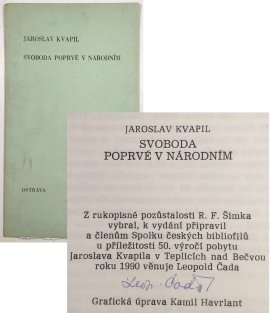 JAROSLAV KVAPIL
SVOBODA POPRVÉ V NÁRODNÍM
OSTRAVA
JAROSLAV KVAPIL
SVOBODA
POPRVÉ V NÁRODNÍM
Z rukopisné pozůstalosti R. F. Šimka
vybral, k vydání připravil
a členům Spolku českých bibliofilů
u příležitosti 50. výročí pobytu
Jaroslava Kvapila v Teplicích nad Bečvou
roku 1990 věnuje Leopold Čada
Leop. Čada
Grafická úprava Kamil Havrlant